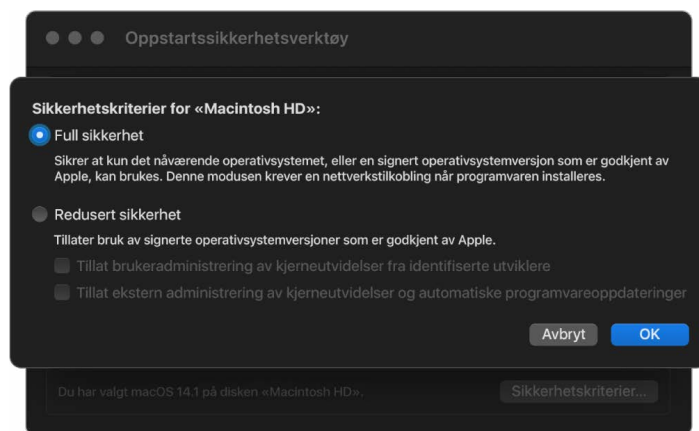 Oppstartssikkerhetsverktøy
Sikkerhetskriterier for «Macintosh HD»:
Full sikkerhet
Sikrer at kun det nåværende operativsystemet, eller en signert operativsystemversjon som er godkjent av
Apple, kan brukes. Denne modusen krever en nettverkstilkobling når programvaren installeres.
Redusert sikkerhet
Tillater bruk av signerte operativsystemversjoner som er godkjent av Apple.
Tillat brukeradministrering av kjerneutvidelser fra identifiserte utviklere
Tillat ekstern administrering av kjerneutvidelser og automatiske programvareoppdateringer
Avbryt
OK
Du har valgt macOS 14.1 på disken «Macintosh HD».
Sikkerhetskriterier...